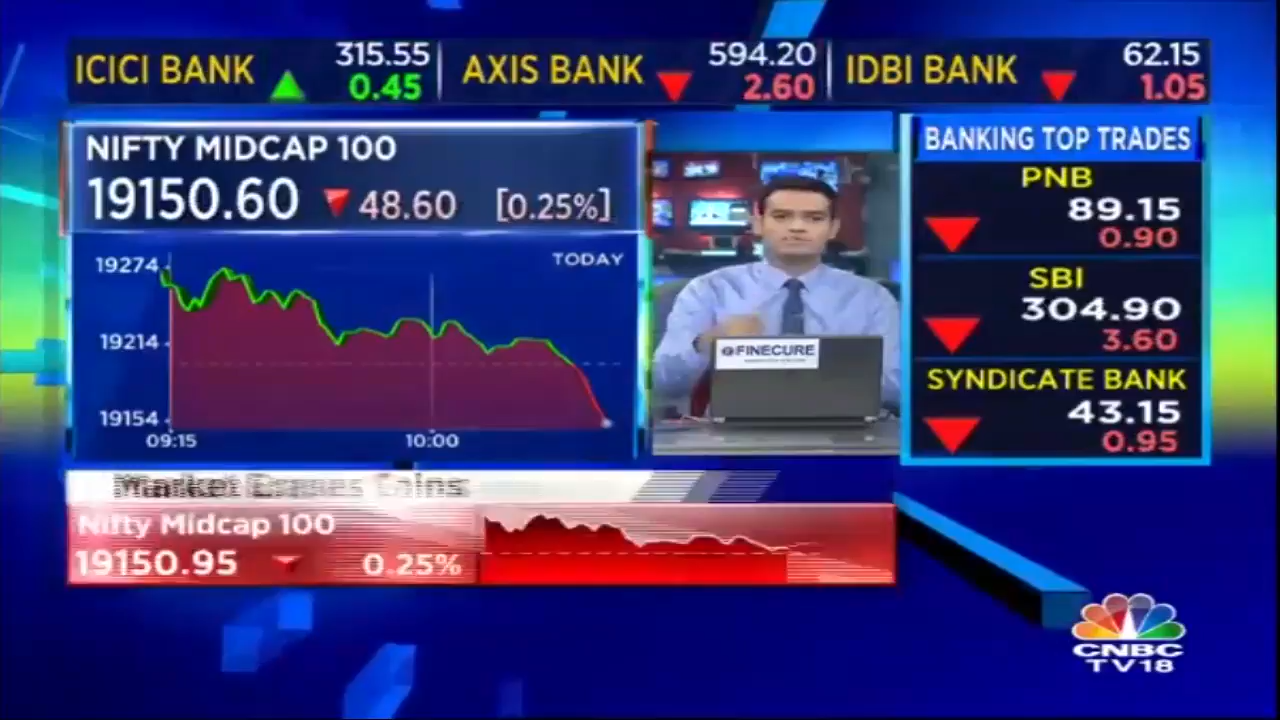 ICICI BANK 315.55 0.45
AXIS BANK 594.20 2.60
IDBI BANK 62.15 1.05
NIFTY MIDCAP 100
19150.60 48.60 [0.25%]
TODAY
19274
19214
19154
09:15 10:00
FINECURE
BANKING TOP TRADES
PNB
89.15
0.90
SBI
304.90
3.60
SYNDICATE BANK
43.15
0.95
Market Erases Gains
Nifty Midcap 100
19150.95 0.25%
CNBC
TV18